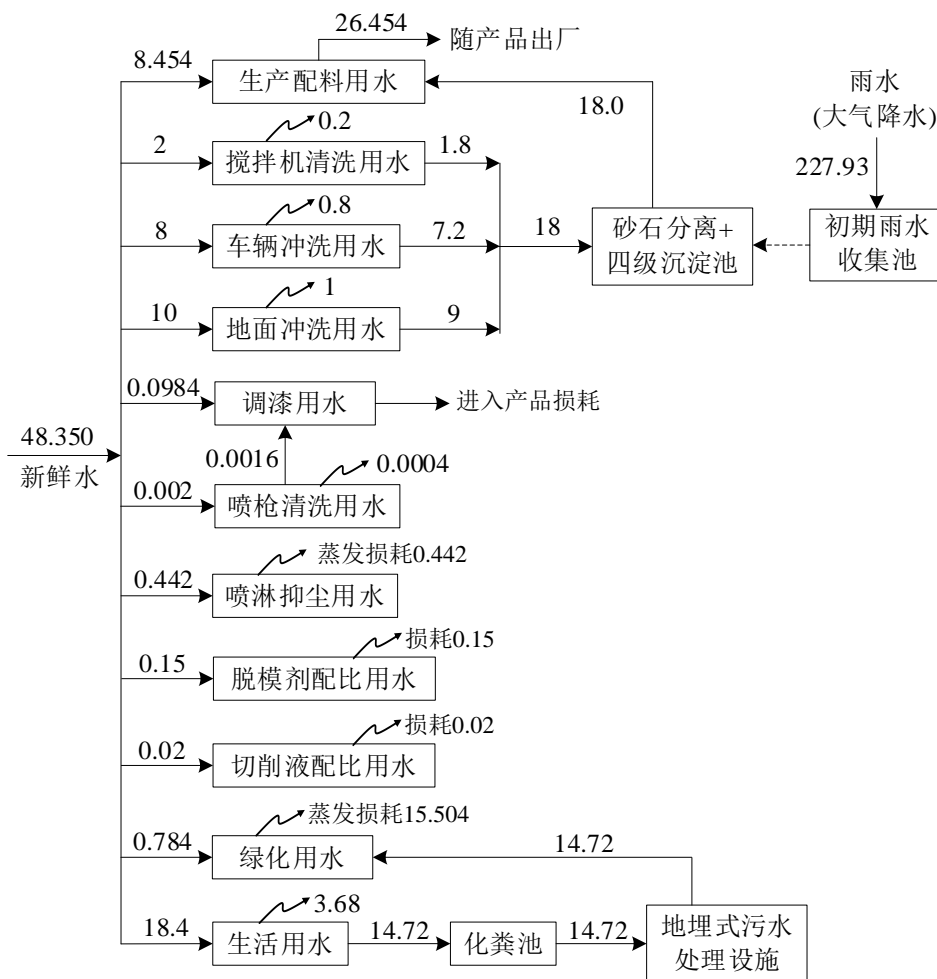 26.454
随产品出厂
8.454
生产配料用水
18.0
雨水
(大气降水)
227.93
0.2
2
搅拌机清洗用水
1.8
0.8
8
车辆冲洗用水
7.2
18
砂石分离+
四级沉淀池
初期雨水
收集池
1
10
地面冲洗用水
9
0.0984
调漆用水
进入产品损耗
48.350
新鲜水
0.0016
0.0004
0.002
喷枪清洗用水
蒸发损耗0.442
0.442
喷淋抑尘用水
损耗0.15
0.15
脱模剂配比用水
损耗0.02
0.02
切削液配比用水
蒸发损耗15.504
0.784
绿化用水
14.72
3.68
18.4
生活用水
14.72
化粪池
14.72
地埋式污水
处理设施